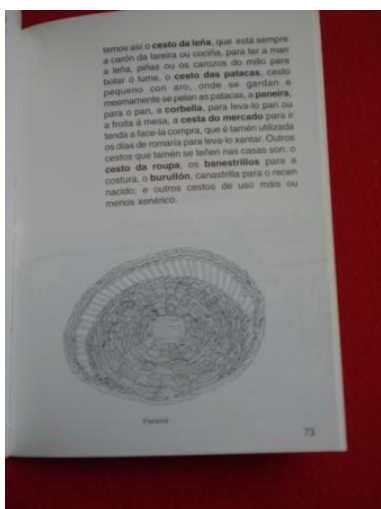 temos así o cesto da leña, que está sempre
a carón da lareira ou cociña, para ter a man
a leña, piñas ou os carozos do millo para
botar ó lume, o cesto das patacas, cesto
pequeno con aro, onde se gardan e
mesmamente se pelan as patacas, a paneira,
para o pan, a corbella, para leva-lo pan ou
a froita á mesa, a cesta do mercado para ir
tenda a face-la compra, que é tamén utilizada
os días de romaría para leva-lo xantar. Outros
cestos que tamén se teñen nas casas son: o
cesto da roupa, os banestrillos para a
costura, o burullón, canastrilla para o recen
nacido; e outros cestos de uso máis ou
menos xenérico.
Paneira
73